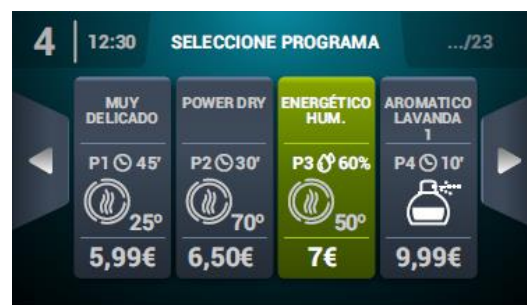 4 12:30 SELECCIONE PROGRAMA .../23
MUY
DELICADO
P1 45'
25º
5,99€
POWER DRY
P2 30'
70º
6,50€
ENERGÉTICO
HUM.
P3 60%
50º
7€
AROMATICO
LAVANDA
1
P4 10'
9,99€